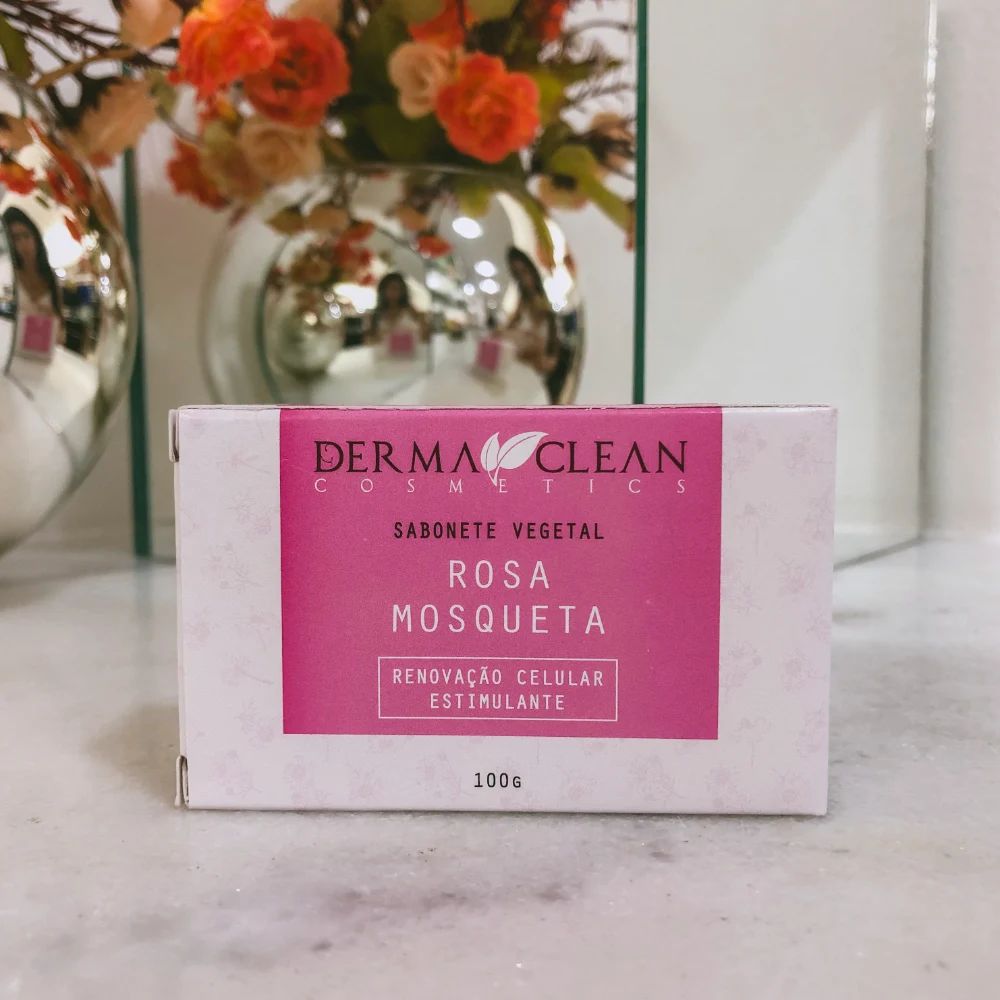 DERMA CLEAN
COSMETICS
SABONETE VEGETAL
ROSA
MOSQUETA
RENOVAÇÃO CELULAR
ESTIMULANTE
100G